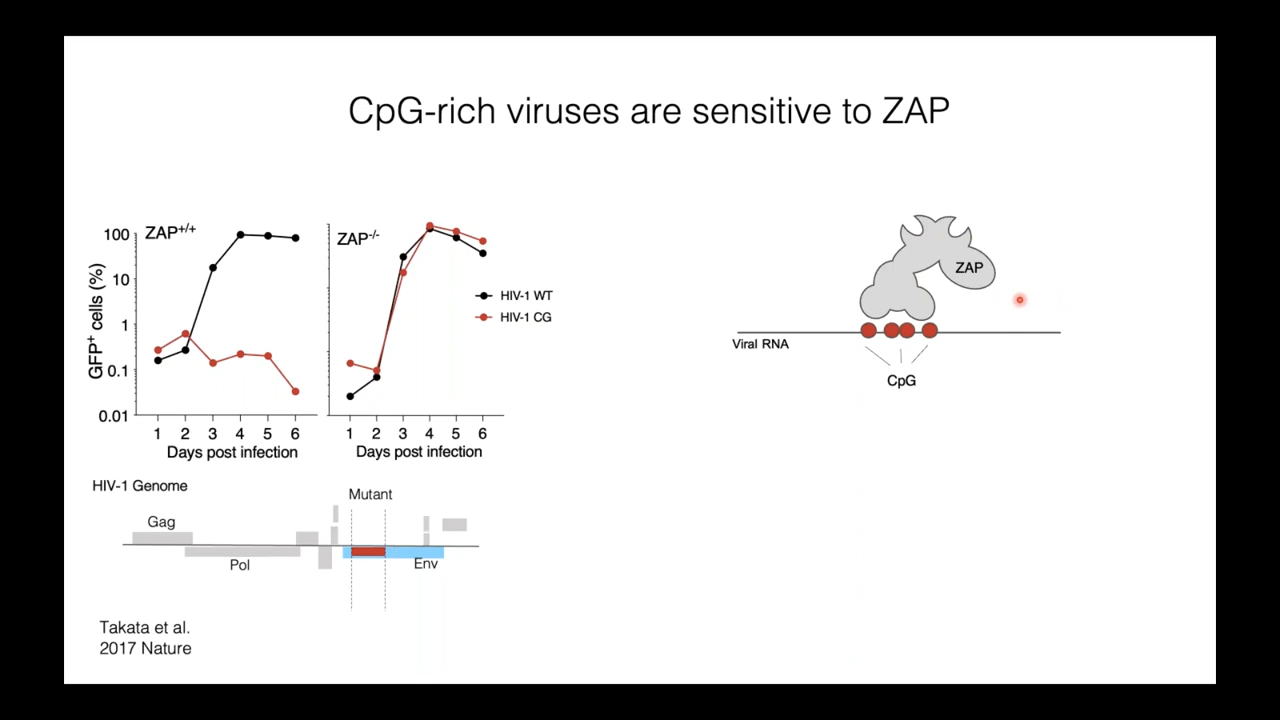 CpG-rich viruses are sensitive to ZAP
ZAP+/+
ZAP-/-
100
10
1
0.1
0.01
GFP+ cells (%)
1 2 3 4 5 6
Days post infection
1 2 3 4 5 6
Days post infection
HIV-1 WT
HIV-1 CG
ZAP
Viral RNA
CpG
HIV-1 Genome
Mutant
Gag
Pol
Env
Takata et al.
2017 Nature